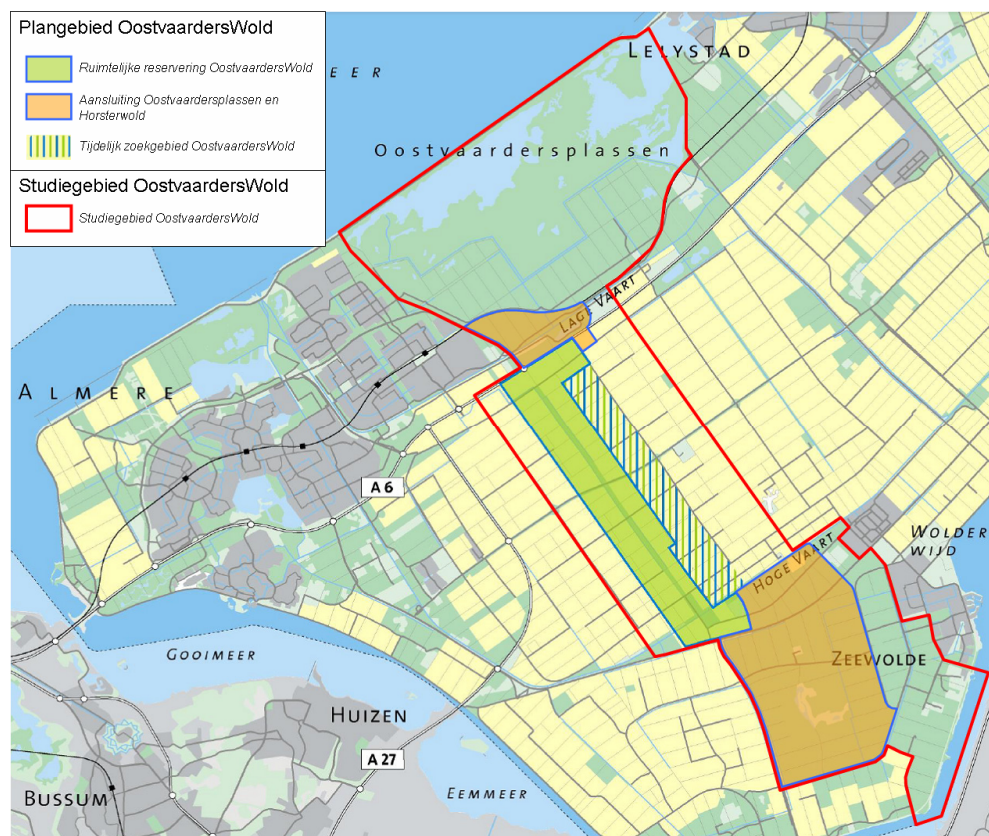 Plangebied OostvaardersWold
Ruimtelijke reservering OostvaardersWold
Aansluiting Oostvaardersplassen en
Horsterwold
Tijdelijk zoekgebied OostvaardersWold
Studiegebied OostvaardersWold
Studiegebied OostvaardersWold
MEER
LELYSTAD
Oostvaardersplassen
LAGE VAART
ALMERE
A 6
WOLDER
WIJD
HOGE VAART
ZEEWOLDE
GOOIMEER
HUIZEN
A 27
EEMMEER
BUSSUM